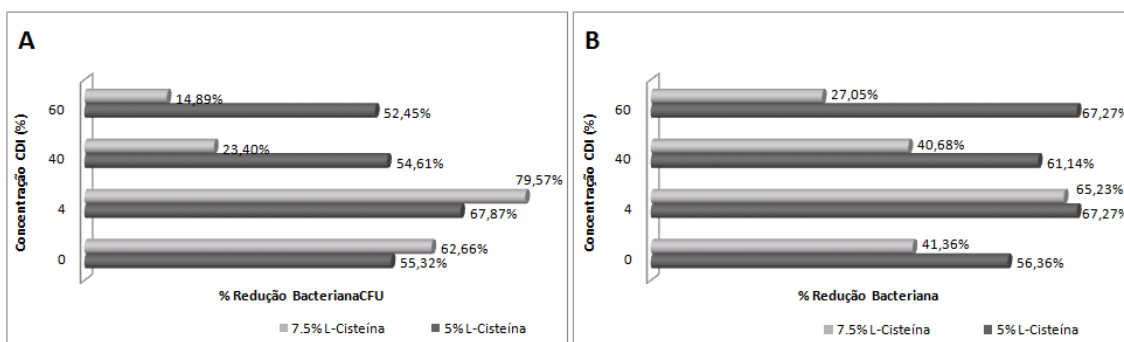 A
Concentração CDI (%)
60
14,89%
52,45%
40
23,40%
54,61%
4
79,57%
67,87%
0
62,66%
55,32%
% Redução BacterianaCFU
7.5% L-Cisteína
5% L-Cisteína
B
Concentração CDI (%)
60
27,05%
67,27%
40
40,68%
61,14%
4
65,23%
67,27%
0
41,36%
56,36%
% Redução Bacteriana
7.5% L-Cisteína
5% L-Cisteína